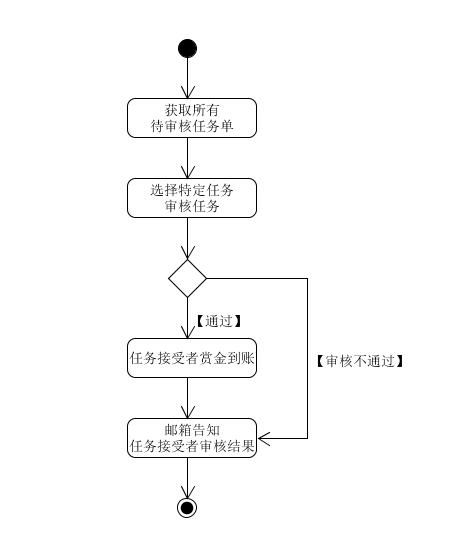 获取所有
待审核任务单
选择特定任务
审核任务
【通过】
任务接受者赏金到账
【审核不通过】
邮箱告知
任务接受者审核结果